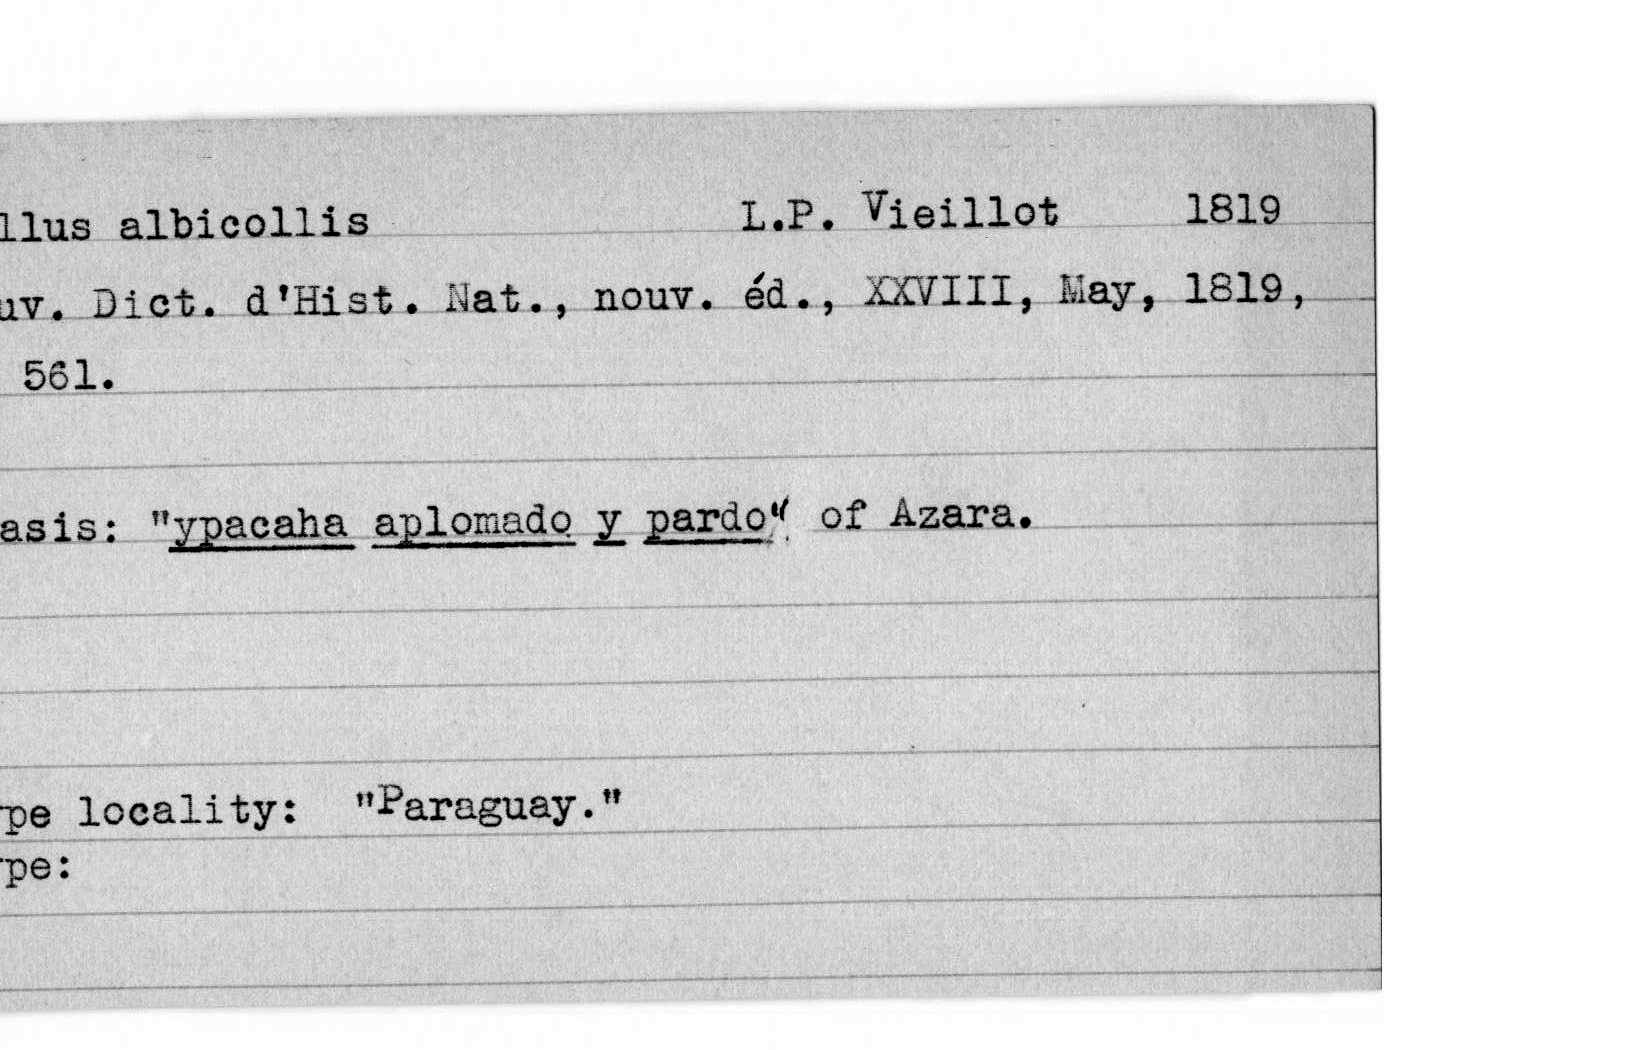 llus albicollis L.P. Vieillot 1819
uv. Dict. d'Hist. Nat., nouv. éd., XXVIII, May, 1819,
561.
asis: "ypacaha aplomado y pardo" of Azara.
pe locality: "Paraguay."
pe: